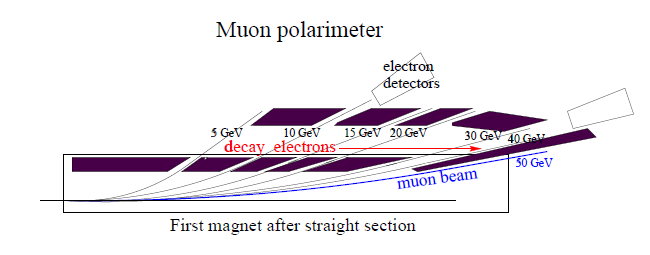 Muon polarimeter
electron
detectors
5 GeV 10 GeV 15 GeV 20 GeV 30 GeV 40 GeV
decay electrons
50 GeV
muon beam
First magnet after straight section